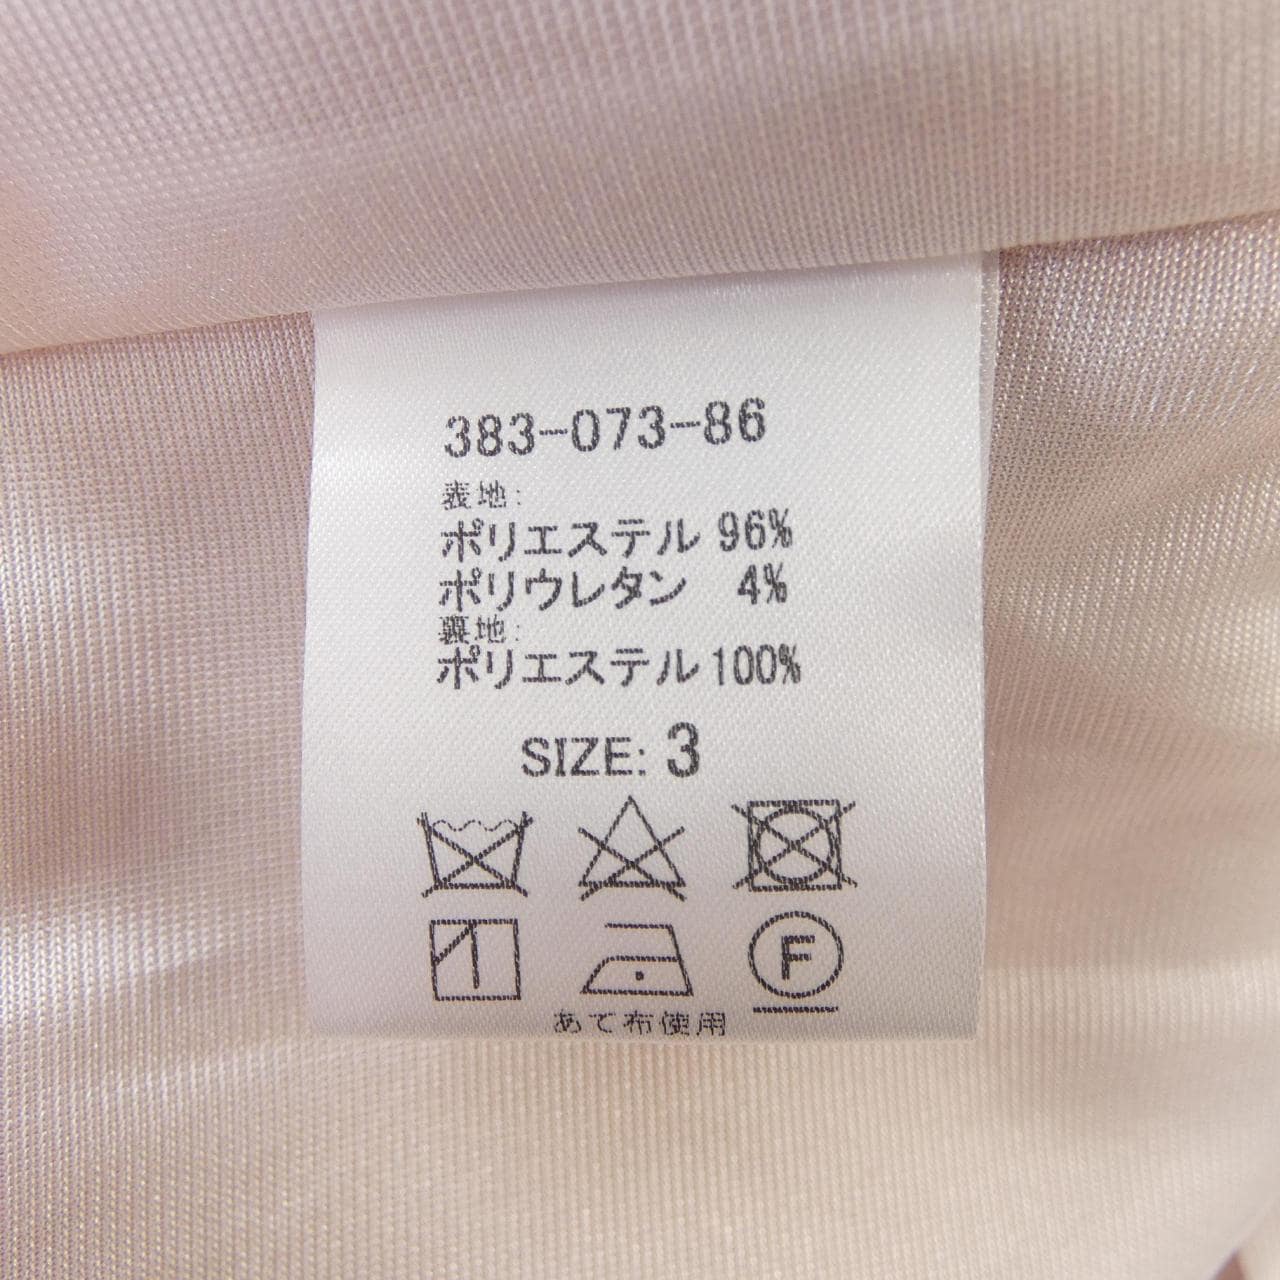 383-073-86
表地:
ポリエステル 96%
ポリウレタン 4%
裏地:
ポリエステル 100%
SIZE: 3
F
あて布使用